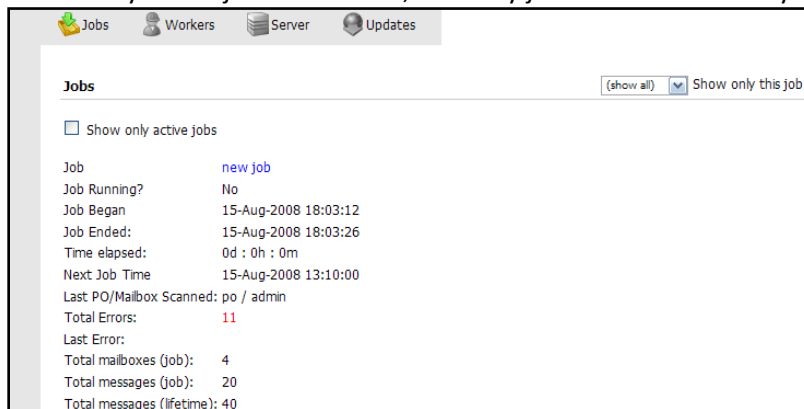 Jobs Workers Server Updates
Jobs (show all) Show only this job
Show only active jobs
Job new job
Job Running? No
Job Began 15-Aug-2008 18:03:12
Job Ended: 15-Aug-2008 18:03:26
Time elapsed: 0d : 0h : 0m
Next Job Time 15-Aug-2008 13:10:00
Last PO/Mailbox Scanned: po / admin
Total Errors: 11
Last Error:
Total mailboxes (job): 4
Total messages (job): 20
Total messages (lifetime): 40